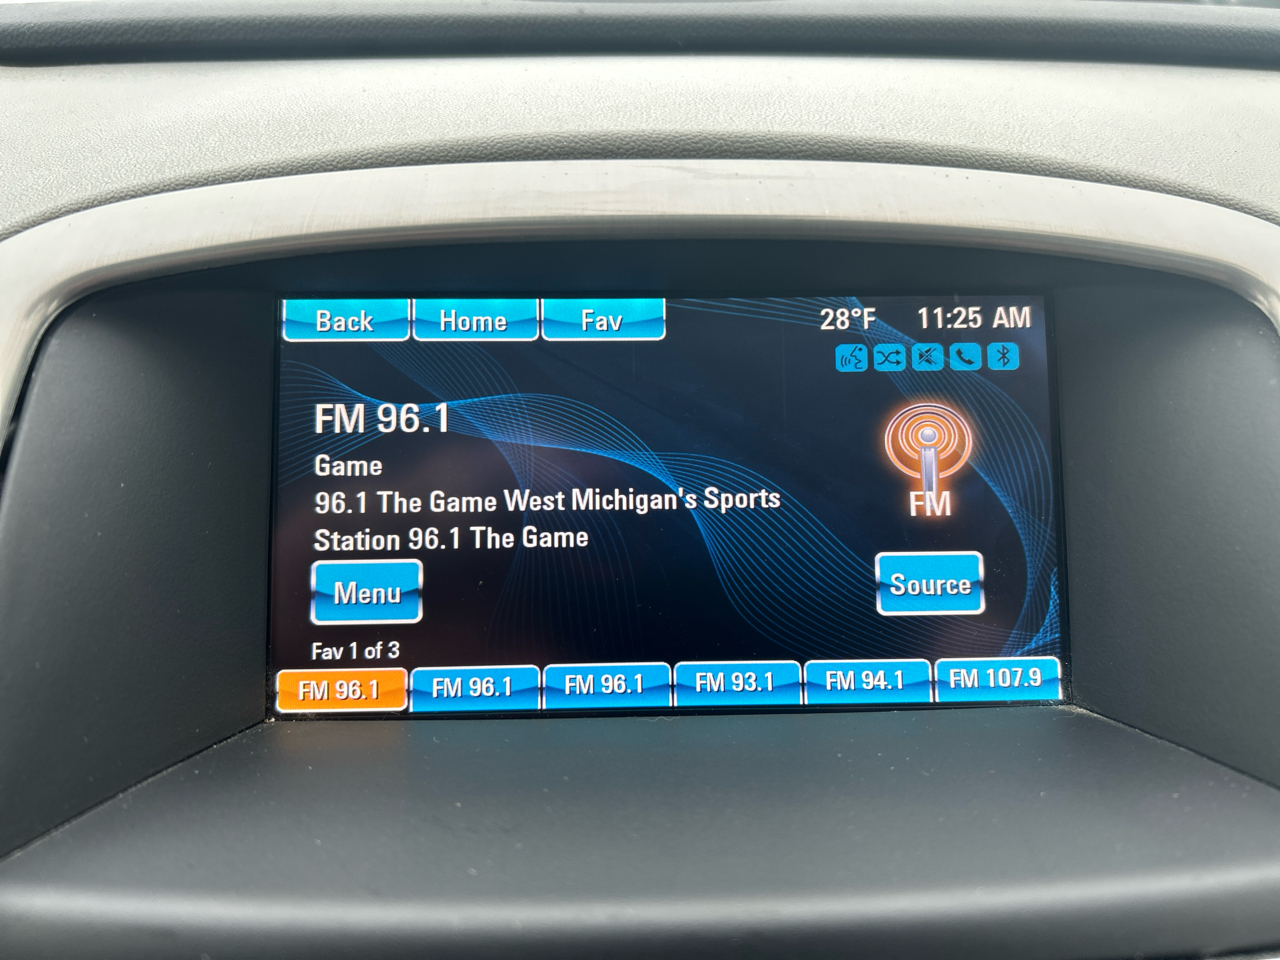 Back Home Fav 28°F 11:25 AM
FM 96.1
Game
96.1 The Game West Michigan's Sports
Station 96.1 The Game
FM
Menu Source
Fav 1 of 3
FM 96.1 FM 96.1 FM 96.1 FM 93.1 FM 94.1 FM 107.9